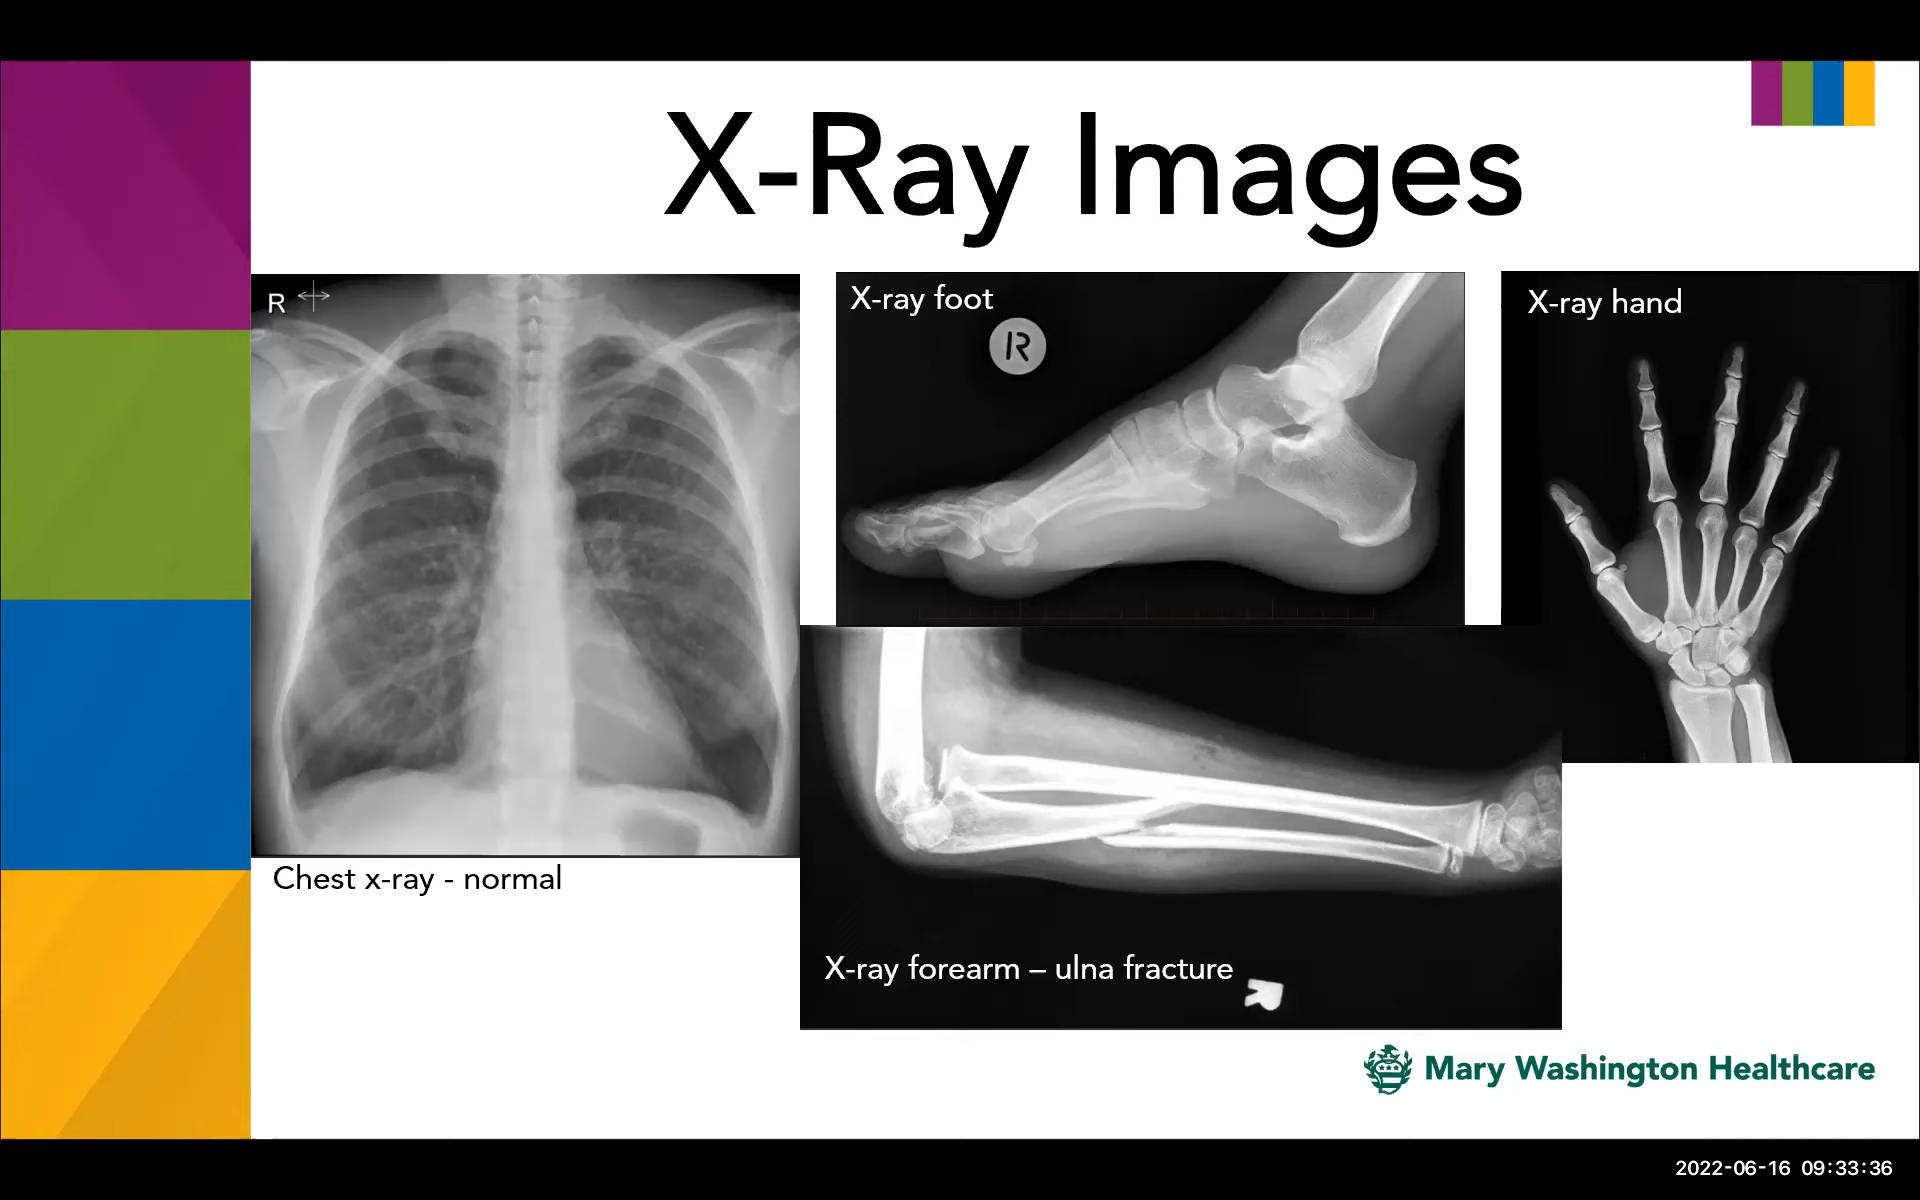 X-Ray Images
R
X-ray foot
R
X-ray hand
Chest x-ray - normal
X-ray forearm – ulna fracture
R
Mary Washington Healthcare
2022-06-16 09:33:36